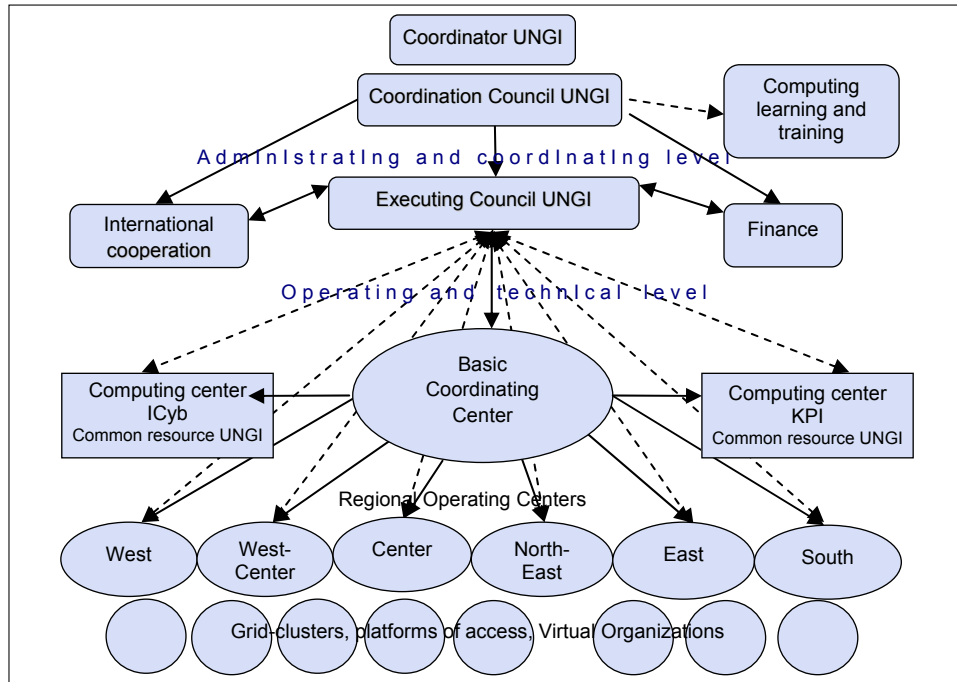 Coordinator UNGI
Coordination Council UNGI
Computing
learning and
training
AdmInIstratIng and coordInatIng level
Executing Council UNGI
International
cooperation
Finance
OperatIng and technIcal level
Basic
Coordinating
Center
Computing center
ICyb
Common resource UNGI
Computing center
KPI
Common resource UNGI
Regional Operating Centers
West
West-
Center
Center
North-
East
East
South
Grid-clusters, platforms of access, Virtual Organizations